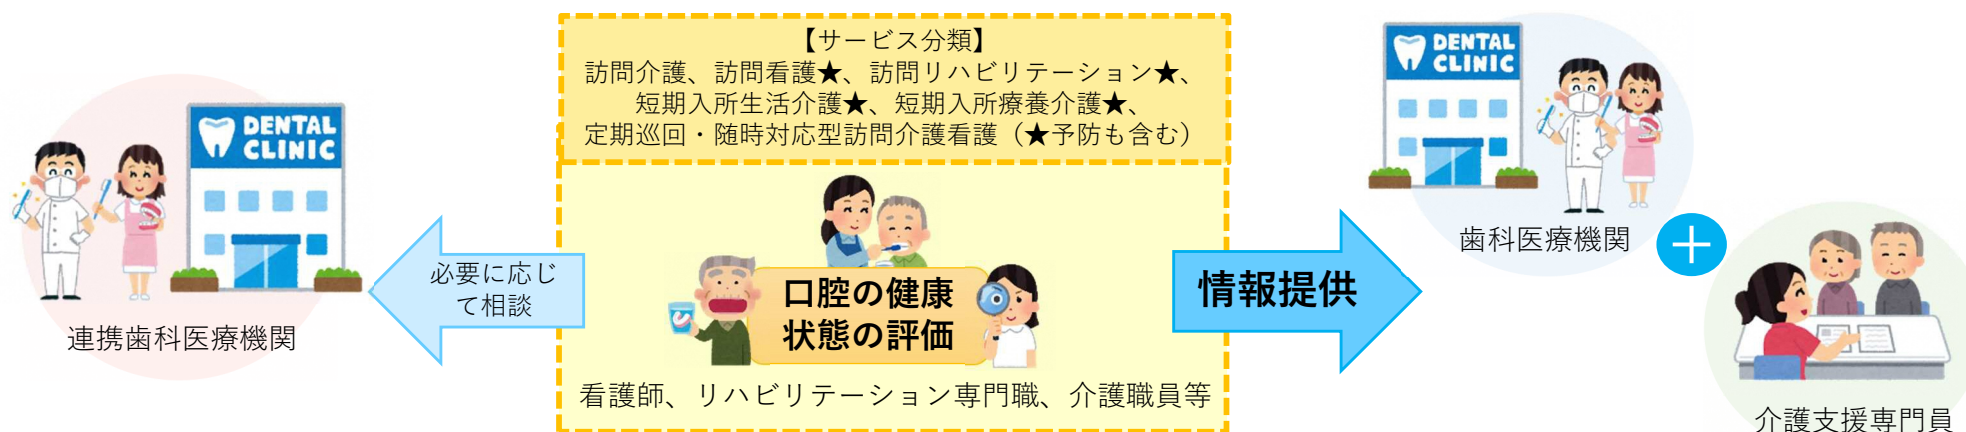 【サービス分類】
訪問介護、訪問看護★、訪問リハビリテーション★、
短期入所生活介護★、短期入所療養介護★、
定期巡回・随時対応型訪問介護看護（★予防も含む）
DENTAL
CLINIC
連携歯科医療機関
必要に応じ
て相談
口腔の健康
状態の評価
看護師、リハビリテーション専門職、介護職員等
情報提供
DENTAL
CLINIC
歯科医療機関
＋
介護支援専門員